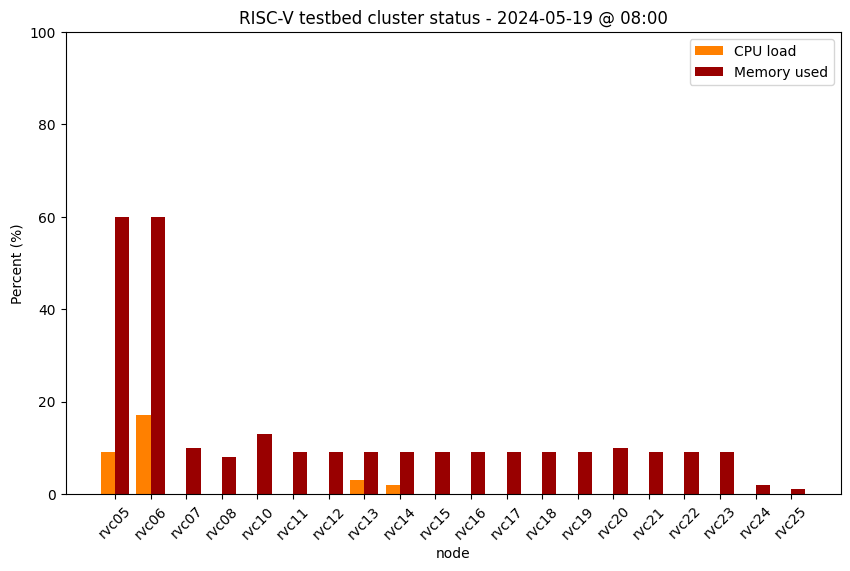 RISC-V testbed cluster status - 2024-05-19 @ 08:00
CPU load
Memory used
Percent (%)
100
80
60
40
20
0
rvc05 rvc06 rvc07 rvc08 rvc10 rvc11 rvc12 rvc13 rvc14 rvc15 rvc16 rvc17 rvc18 rvc19 rvc20 rvc21 rvc22 rvc23 rvc24 rvc25
node